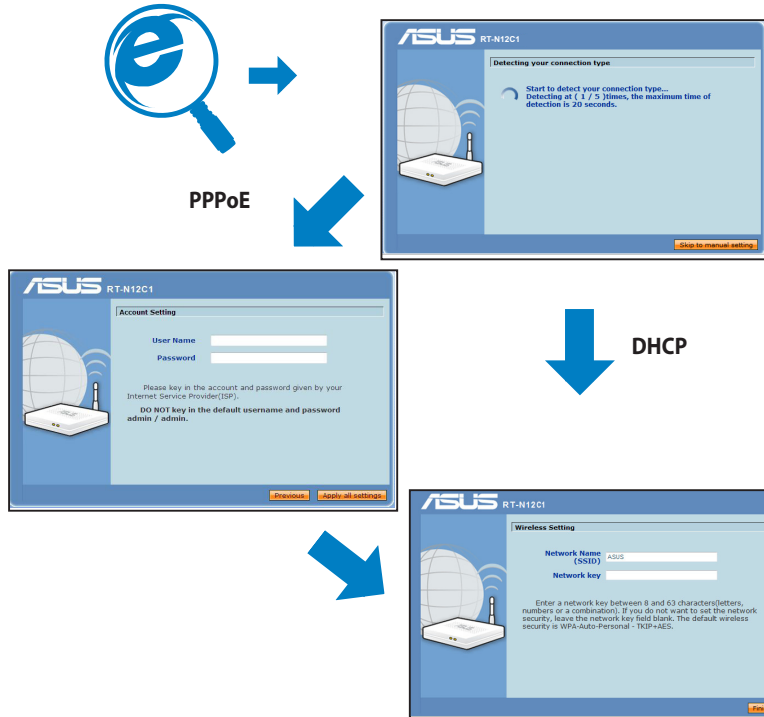 ASUS RT-N12C1
Detecting your connection type
Start to detect your connection type...
Detecting at ( 1 / 5 )times, the maximum time of
detection is 20 seconds.
Skip to manual setting
PPPoE
ASUS RT-N12C1
Account Setting
User Name
Password
Please key in the account and password given by your
Internet Service Provider(ISP).
DO NOT key in the default username and password
admin / admin.
Previous Apply all settings
DHCP
ASUS RT-N12C1
Wireless Setting
Network Name
(SSID) ASUS
Network key
Enter a network key between 8 and 63 characters(letters,
numbers or a combination). If you do not want to set the network
security, leave the network key field blank. The default wireless
security is WPA-Auto-Personal - TKIP+AES.